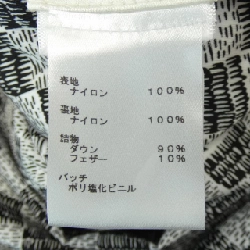 表地
ナイロン 100%
裏地
ナイロン 100%
詰物
ダウン 90%
フェザー 10%
パッチ
ポリ塩化ビニル